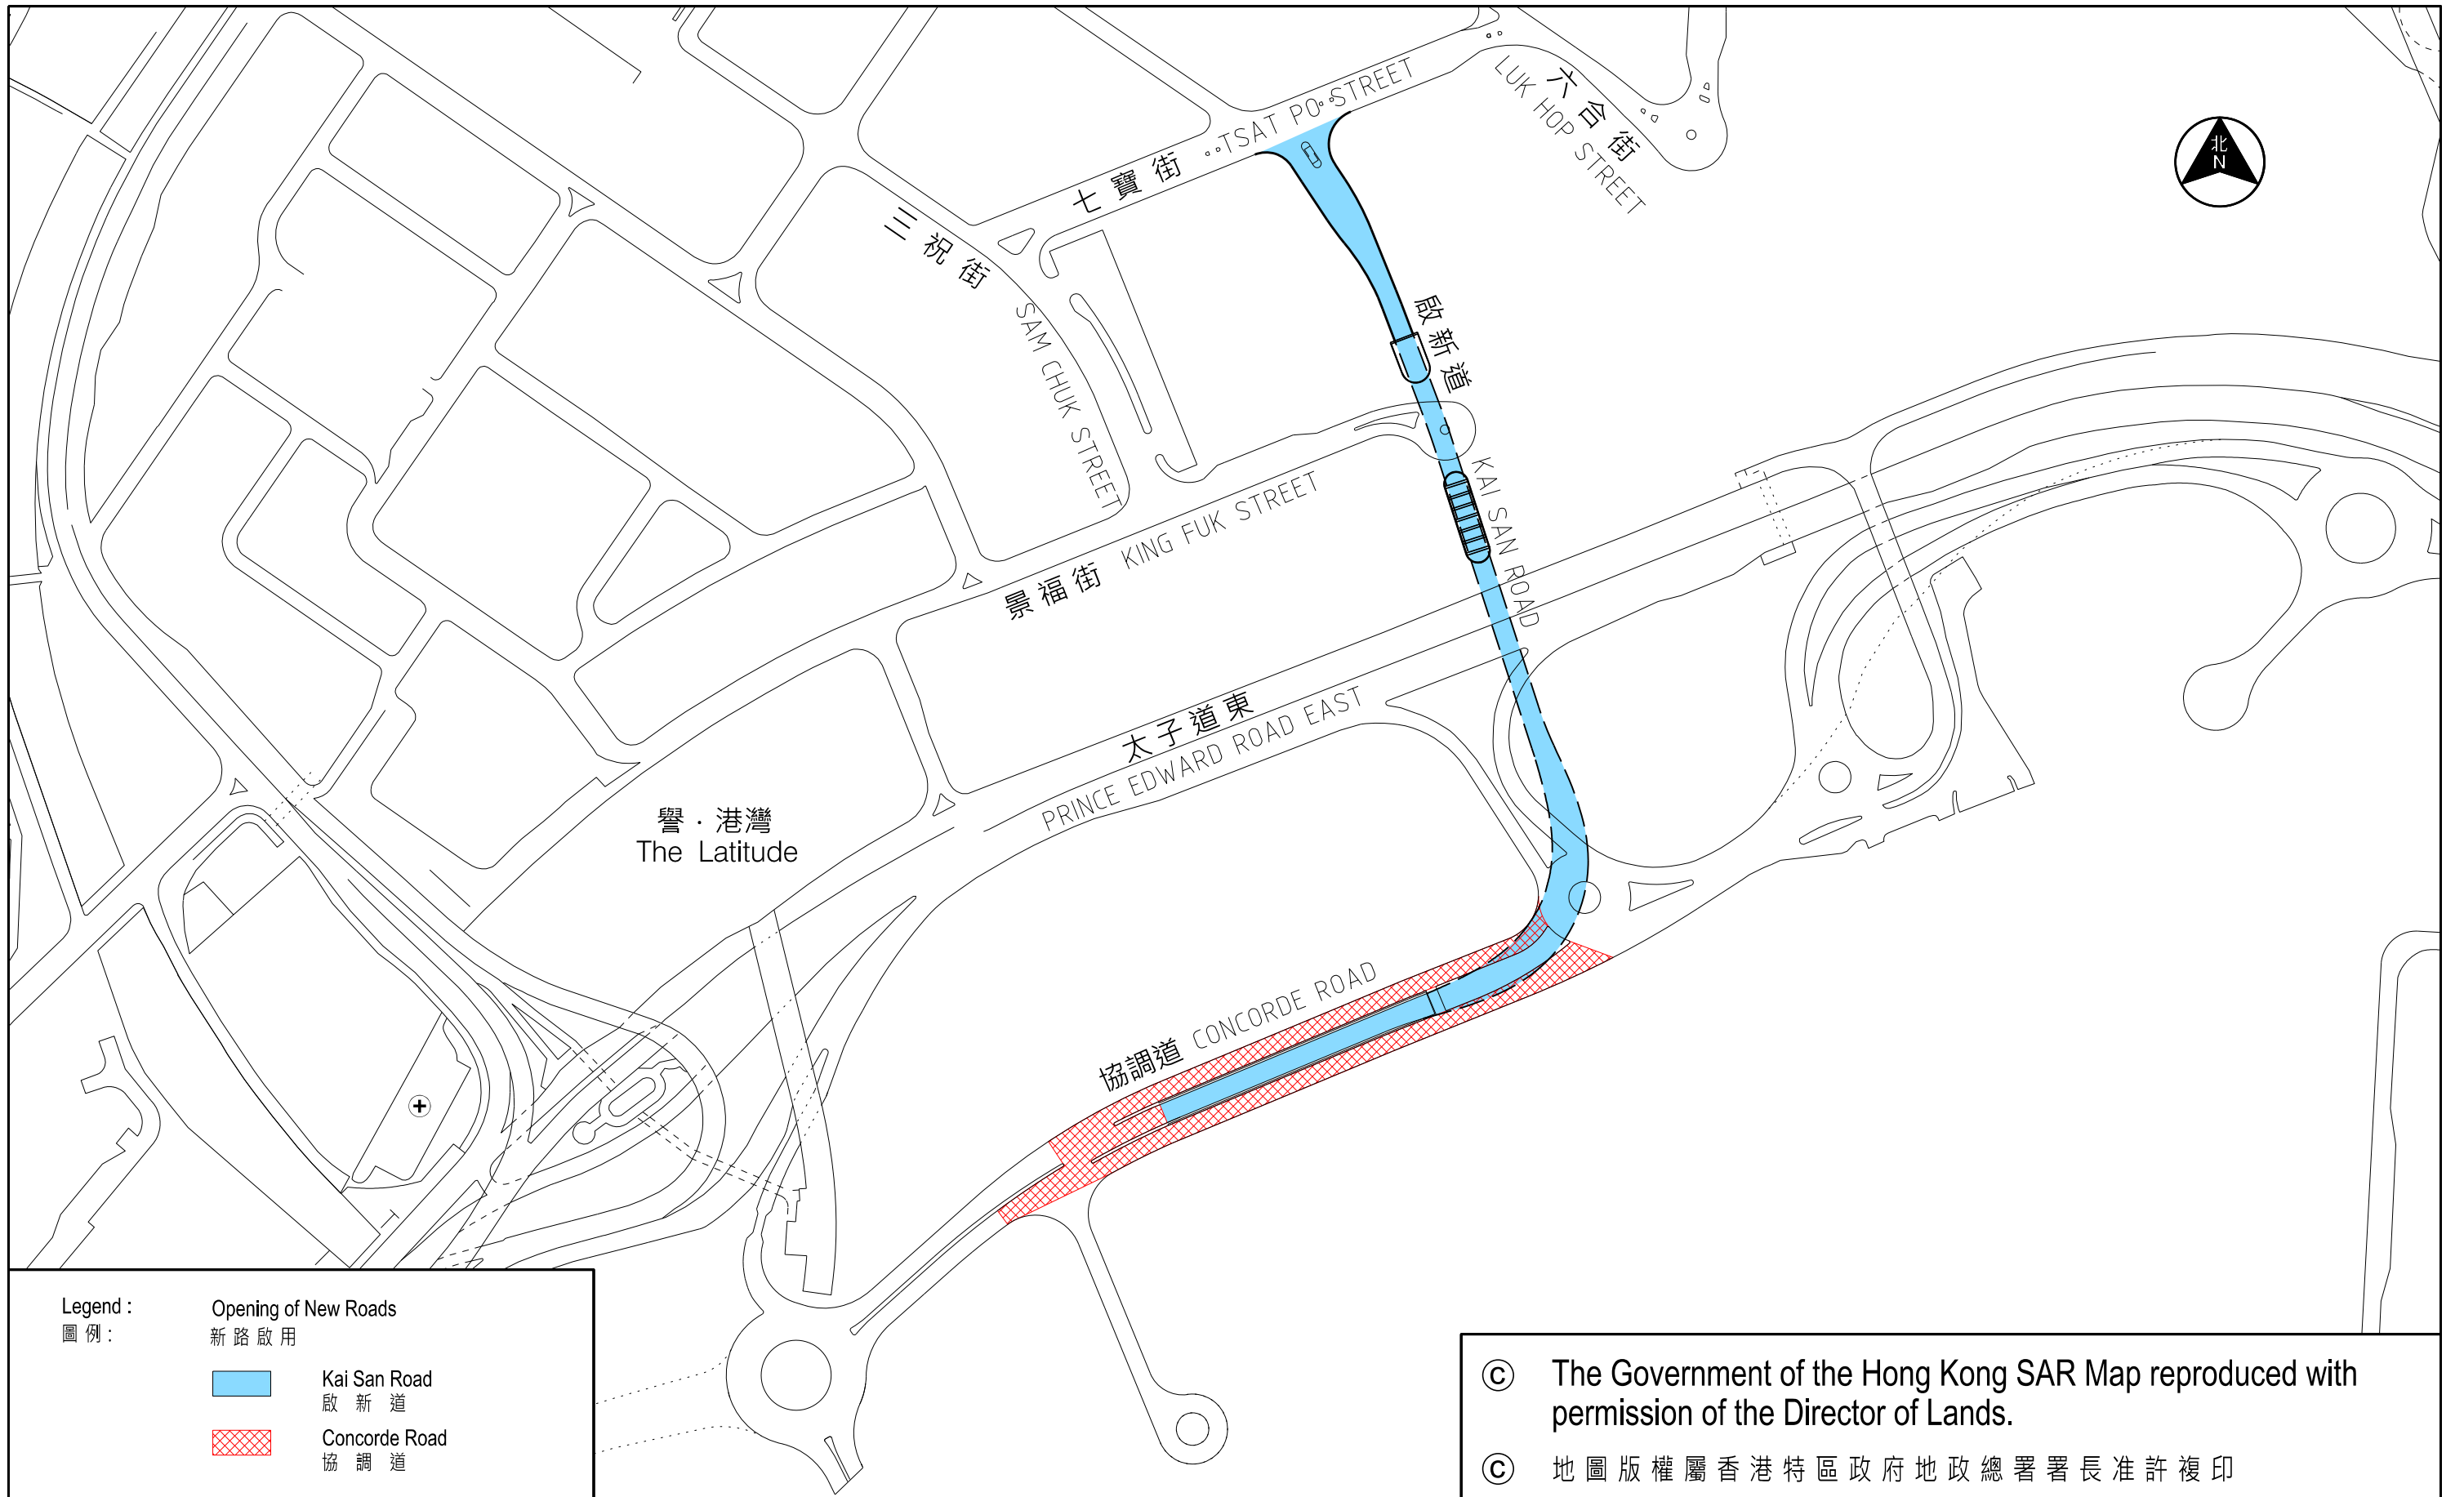 七寶街 TSAT PO STREET
六合街
LUK HOP STREET
北
N
三祝街
SAM CHUK STREET
啟新道
KAI SAN ROAD
景福街 KING FUK STREET
太子道東
PRINCE EDWARD ROAD EAST
譽·港灣
The Latitude
協調道 CONCORDE ROAD
Legend :
圖例 :
Opening of New Roads
新路啟用
Kai San Road
啟新道
Concorde Road
協調道
© The Government of the Hong Kong SAR Map reproduced with
permission of the Director of Lands.
© 地圖版權屬香港特區政府地政總署署長准許複印